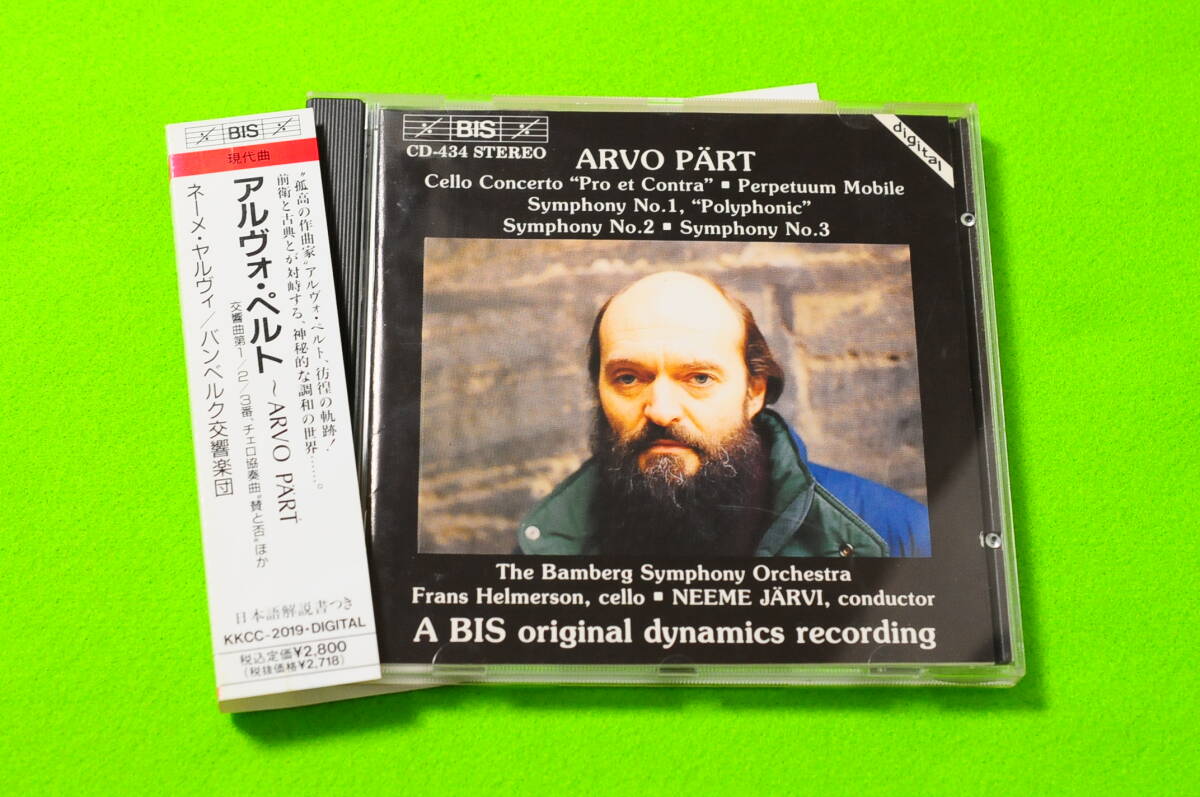 BIS
現代曲
アルヴォ・ペルト 〜ARVO PÄRT
"孤高の作曲家"アルヴォ・ペルト、彷徨の軌跡!
前衛と古典とが対峙する、神秘的な調和の世界……。
交響曲第1/2/3番、チェロ協奏曲"賛と否"ほか
ネーメ・ヤルヴィ/バンベルク交響楽団
日本語解説書つき
KKCC-2019・DIGITAL
税込定価¥2,800
(税抜価格¥2,718)
BIS
CD-434 STEREO
digital
ARVO PÄRT
Cello Concerto "Pro et Contra" ▪ Perpetuum Mobile
Symphony No.1, "Polyphonic"
Symphony No.2 ▪ Symphony No.3
The Bamberg Symphony Orchestra
Frans Helmerson, cello ▪ NEEME JÄRVI, conductor
A BIS original dynamics recording